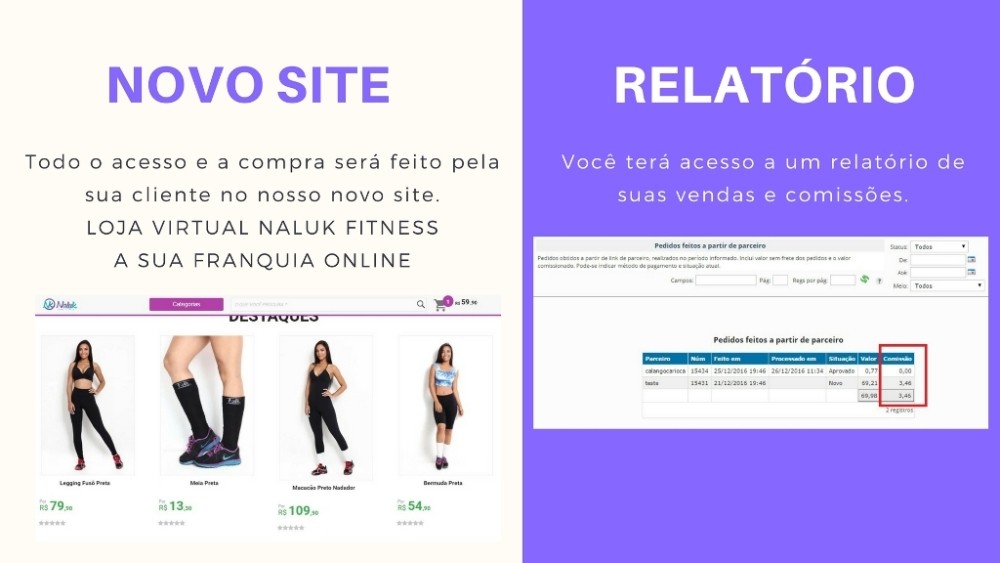 NOVO SITE
Todo o acesso e a compra será feito pela
sua cliente no nosso novo site.
LOJA VIRTUAL NALUK FITNESS
A SUA FRANQUIA ONLINE
Naluk
Categorias
O QUE VOCÊ PROCURA ?
1
R$ 59,90
DESTAQUES
Legging Fusô Preta
Por
R$ 79,90
Meia Preta
Por
R$ 13,90
Macacão Preto Nadador
Por
R$ 109,90
Bermuda Preta
Por
R$ 54,90
RELATÓRIO
Você terá acesso a um relatório de
suas vendas e comissões.
Pedidos feitos a partir de parceiro
Pedidos obtidos a partir de link de parceiro, realizados no período informado. Inclui valor sem frete dos pedidos e o valor
comissionado. Pode-se indicar método de pagamento e situação atual.
Campos: Pág: Regs por pág:
Status: Todos
De:
Até:
Meio: Todos
Pedidos feitos a partir de parceiro
Parceiro Núm Feito em Processado em Situação Valor Comissão
calangocarioca 15434 25/12/2016 19:46 26/12/2016 11:34 Aprovado 0,77 0,00
teste 15431 21/12/2016 19:46 Novo 69,21 3,46
69,98 3,46
2 registros